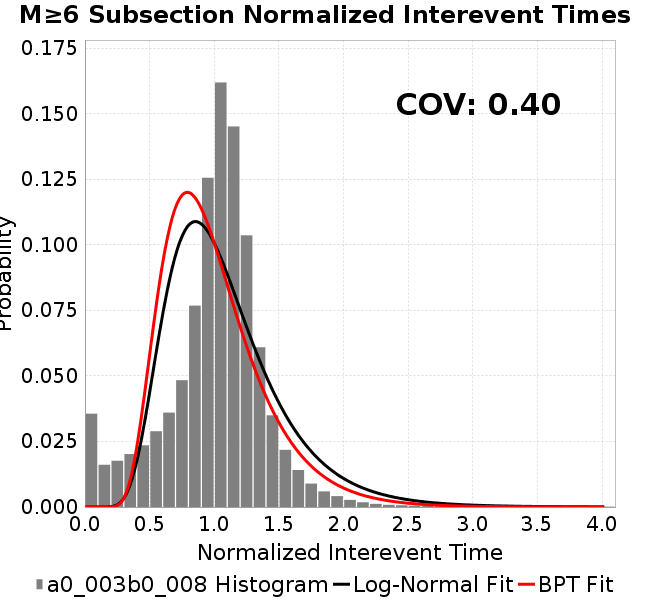 M≥6 Subsection Normalized Interevent Times
COV: 0.40
Probability
0.175
0.150
0.125
0.100
0.075
0.050
0.025
0.000
0.0 0.5 1.0 1.5 2.0 2.5 3.0 3.5 4.0
Normalized Interevent Time
a0_003b0_008 Histogram Log-Normal Fit BPT Fit